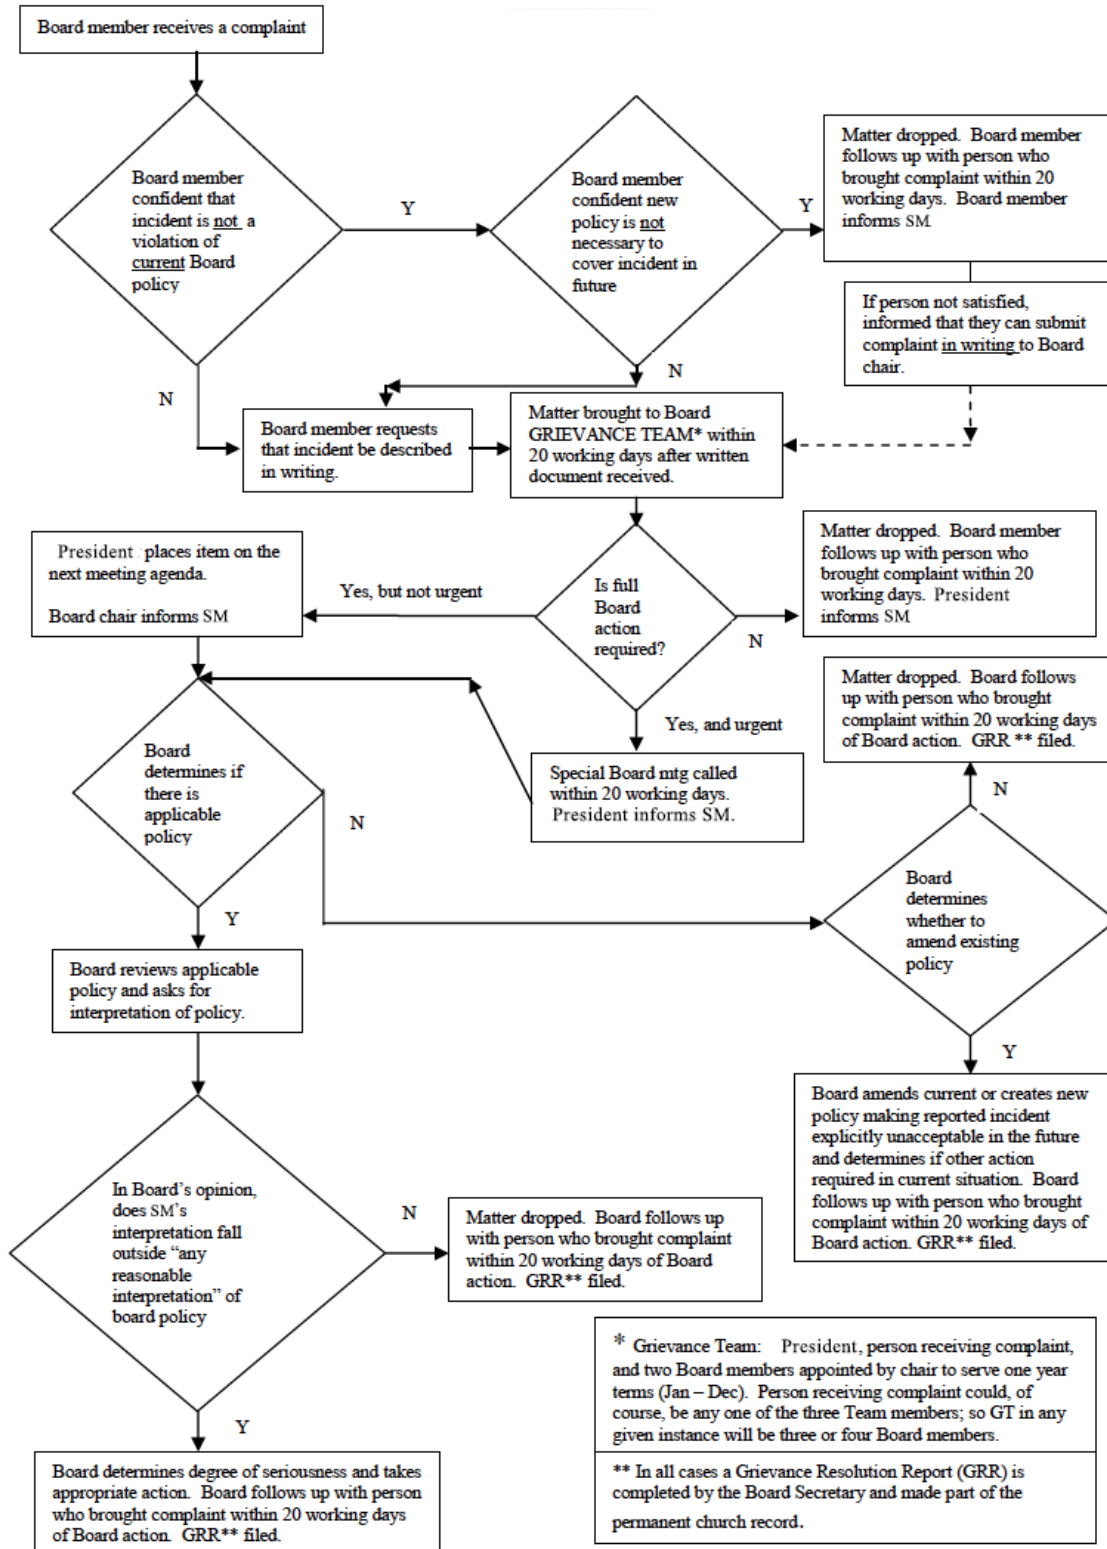 Board member receives a complaint
Board member
confident that
incident is not a
violation of
current Board
policy
Y
Board member
confident new
policy is not
necessary to
cover incident in
future
Y
Matter dropped. Board member
follows up with person who
brought complaint within 20
working days. Board member
informs SM
If person not satisfied,
informed that they can submit
complaint in writing to Board
chair.
N
N
Board member requests
that incident be described
in writing.
Matter brought to Board
GRIEVANCE TEAM* within
20 working days after written
document received.
President places item on the
next meeting agenda.
Board chair informs SM
Yes, but not urgent
Is full
Board
action
required?
N
Matter dropped. Board member
follows up with person who
brought complaint within 20
working days. President
informs SM
Yes, and urgent
Matter dropped. Board follows
up with person who brought
complaint within 20 working days
of Board action. GRR ** filed.
Board
determines if
there is
applicable
policy
N
Special Board mtg called
within 20 working days.
President informs SM.
N
Board
determines
whether to
amend existing
policy
Y
Board reviews applicable
policy and asks for
interpretation of policy.
Y
Board amends current or creates new
policy making reported incident
explicitly unacceptable in the future
and determines if other action
required in current situation. Board
follows up with person who brought
complaint within 20 working days of
Board action. GRR** filed.
In Board's opinion,
does SM's
interpretation fall
outside “any
reasonable
interpretation” of
board policy
N
Matter dropped. Board follows up
with person who brought complaint
within 20 working days of Board
action. GRR** filed.
Y
Board determines degree of seriousness and takes
appropriate action. Board follows up with person
who brought complaint within 20 working days
of Board action. GRR** filed.
* Grievance Team: President, person receiving complaint,
and two Board members appointed by chair to serve one year
terms (Jan – Dec). Person receiving complaint could, of
course, be any one of the three Team members; so GT in any
given instance will be three or four Board members.
** In all cases a Grievance Resolution Report (GRR) is
completed by the Board Secretary and made part of the
permanent church record.